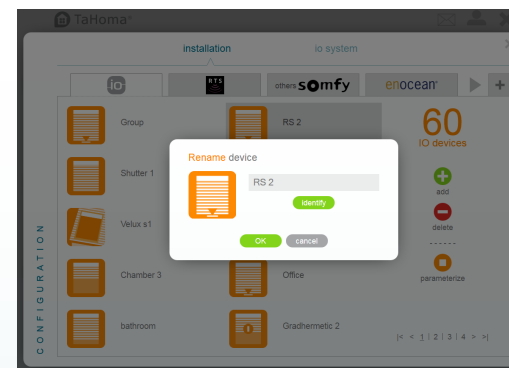 TaHoma®
installation
io system
io
RTS
others somfy
enocean
+
Group
RS 2
60
IO devices
Rename device
RS 2
Identify
OK
cancel
Shutter 1
add
Velux s1
delete
------
Chamber 3
Office
parameterize
bathroom
Gradhermetic 2
|< < 1 | 2 | 3 | 4 > >|
CONFIGURATION